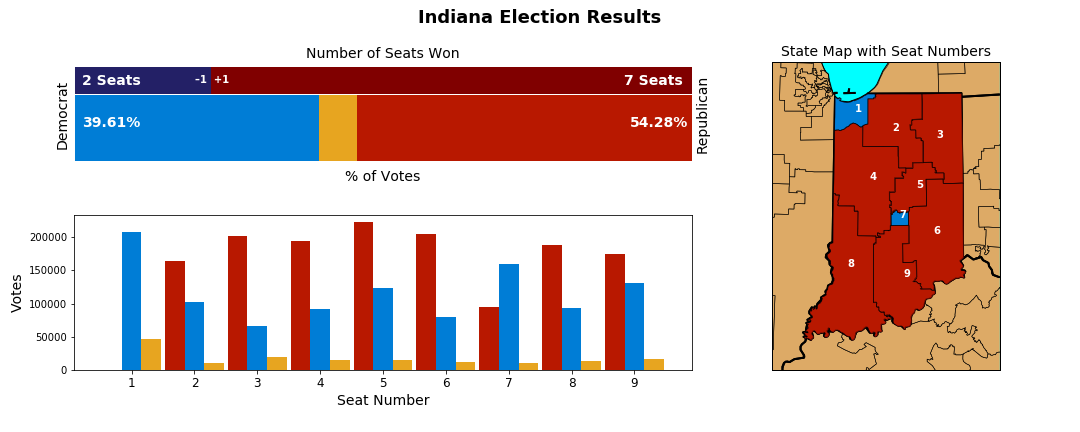 Indiana Election Results
Number of Seats Won
State Map with Seat Numbers
Democrat
2 Seats
–1
+1
7 Seats
Republican
39.61%
54.28%
% of Votes
Votes
200000
150000
100000
50000
0
1 2 3 4 5 6 7 8 9
Seat Number
1
2
3
4
5
7
6
8
9